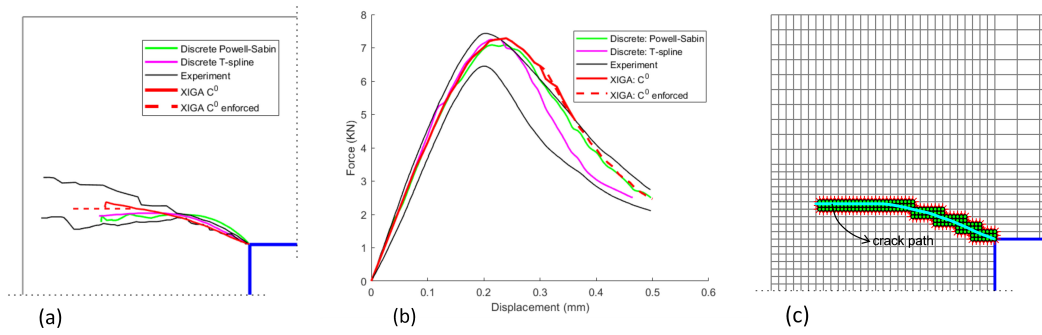 Discrete Powell-Sabin
Discrete T-spline
Experiment
XIGA C0
XIGA C0 enforced
(a)
8
7
6
5
4
3
2
1
0
Force (KN)
Discrete: Powell-Sabin
Discrete: T-spline
Experiment
XIGA: C0
XIGA: C0 enforced
0 0.1 0.2 0.3 0.4 0.5 0.6
Displacement (mm)
(b)
crack path
(c)